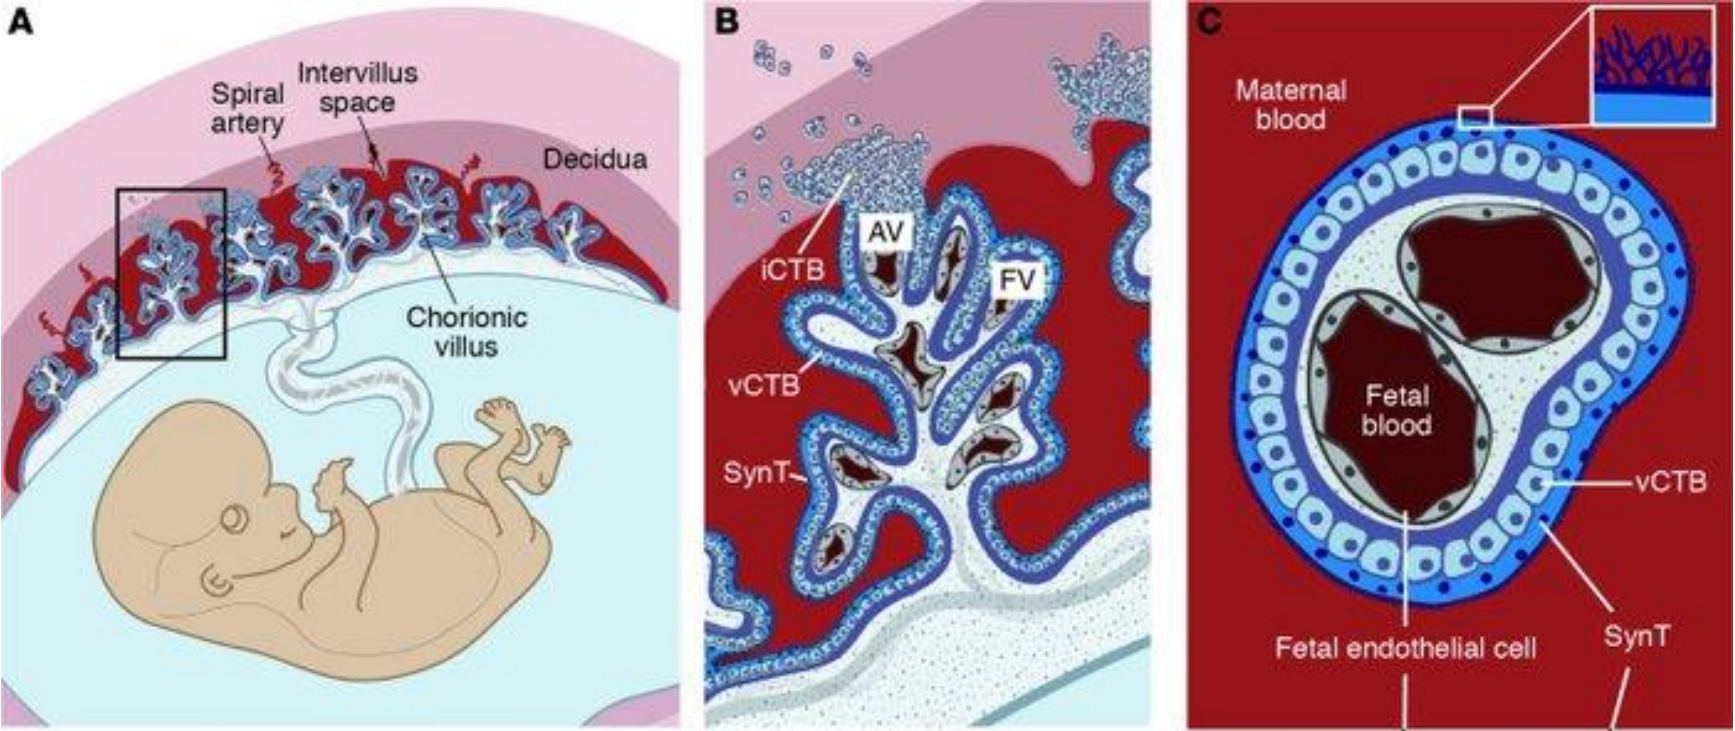 A
Spiral
artery
Intervillus
space
Decidua
Chorionic
villus
B
AV
FV
iCTB
vCTB
SynT
C
Maternal
blood
Fetal
blood
vCTB
SynT
Fetal endothelial cell